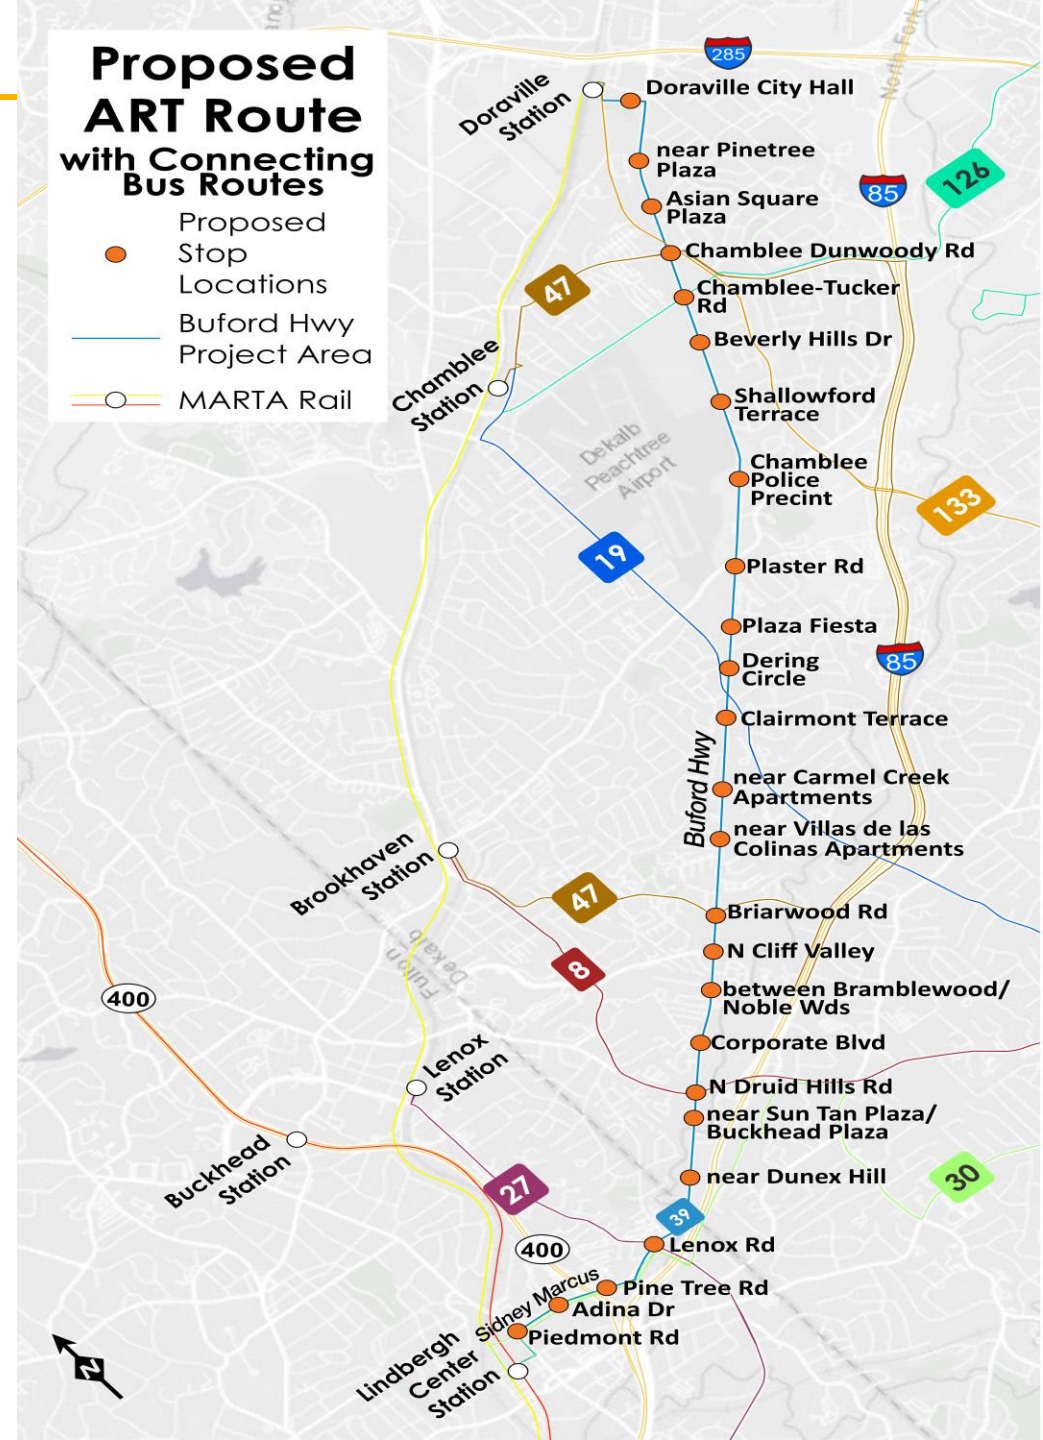 Proposed
ART Route
with Connecting
Bus Routes
Proposed
Stop
Locations
Buford Hwy
Project Area
MARTA Rail
285
Doraville
Station
Doraville City Hall
North Fork
near Pinetree
Plaza
85
126
Asian Square
Plaza
Chamblee Dunwoody Rd
47
Chamblee-Tucker
Rd
Beverly Hills Dr
Chamblee
Station
Shallowford
Terrace
Dekalb
Peachtree
Airport
Chamblee
Police
Precint
133
19
Plaster Rd
Plaza Fiesta
85
Dering
Circle
Clairmont Terrace
Buford Hwy
near Carmel Creek
Apartments
near Villas de las
Colinas Apartments
Brookhaven
Station
47
Briarwood Rd
Fulton
Dekalb
8
N Cliff Valley
400
between Bramblewood/
Noble Wds
Corporate Blvd
Lenox
Station
N Druid Hills Rd
near Sun Tan Plaza/
Buckhead Plaza
Buckhead
Station
27
near Dunex Hill
30
39
400
Lenox Rd
Sidney Marcus
Pine Tree Rd
Adina Dr
Piedmont Rd
Lindbergh
Center
Station
N